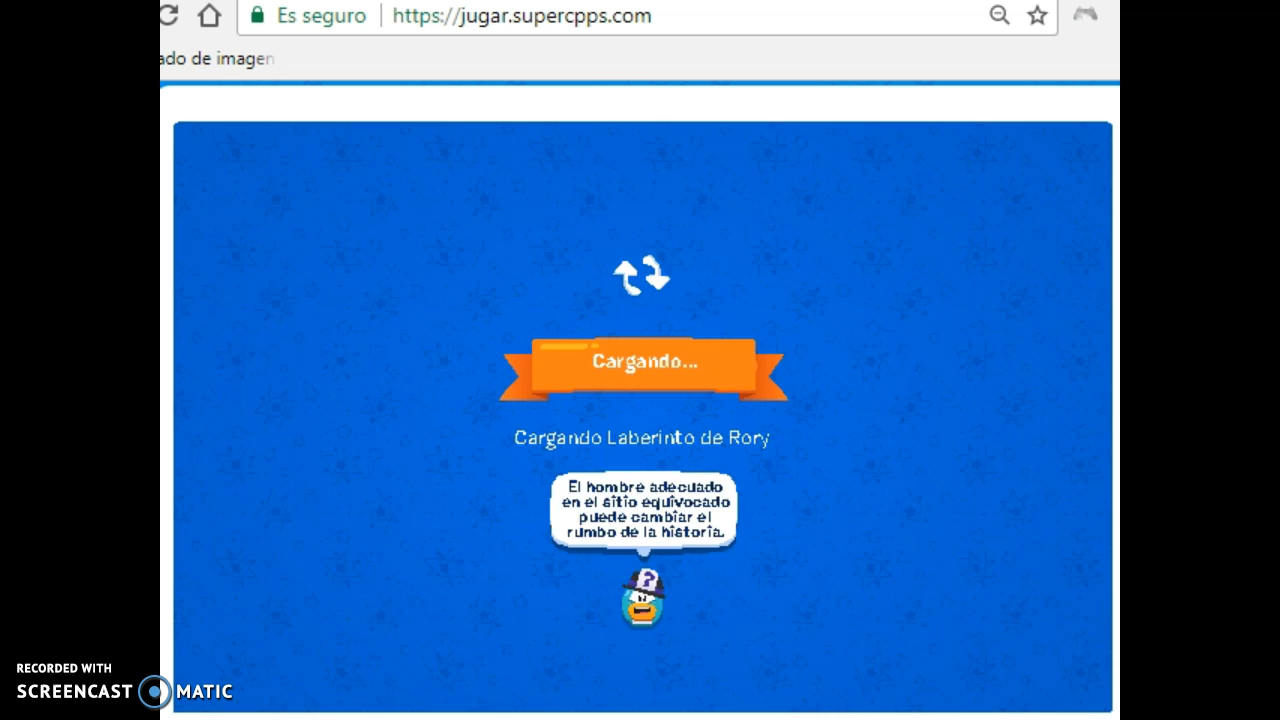 Es seguro https://jugar.supercpps.com
ado de imagen
Cargando...
Cargando Laberinto de Rory
El hombre adecuado
en el sitio equivocado
puede cambiar el
rumbo de la historia.
?
RECORDED WITH
SCREENCAST MATIC